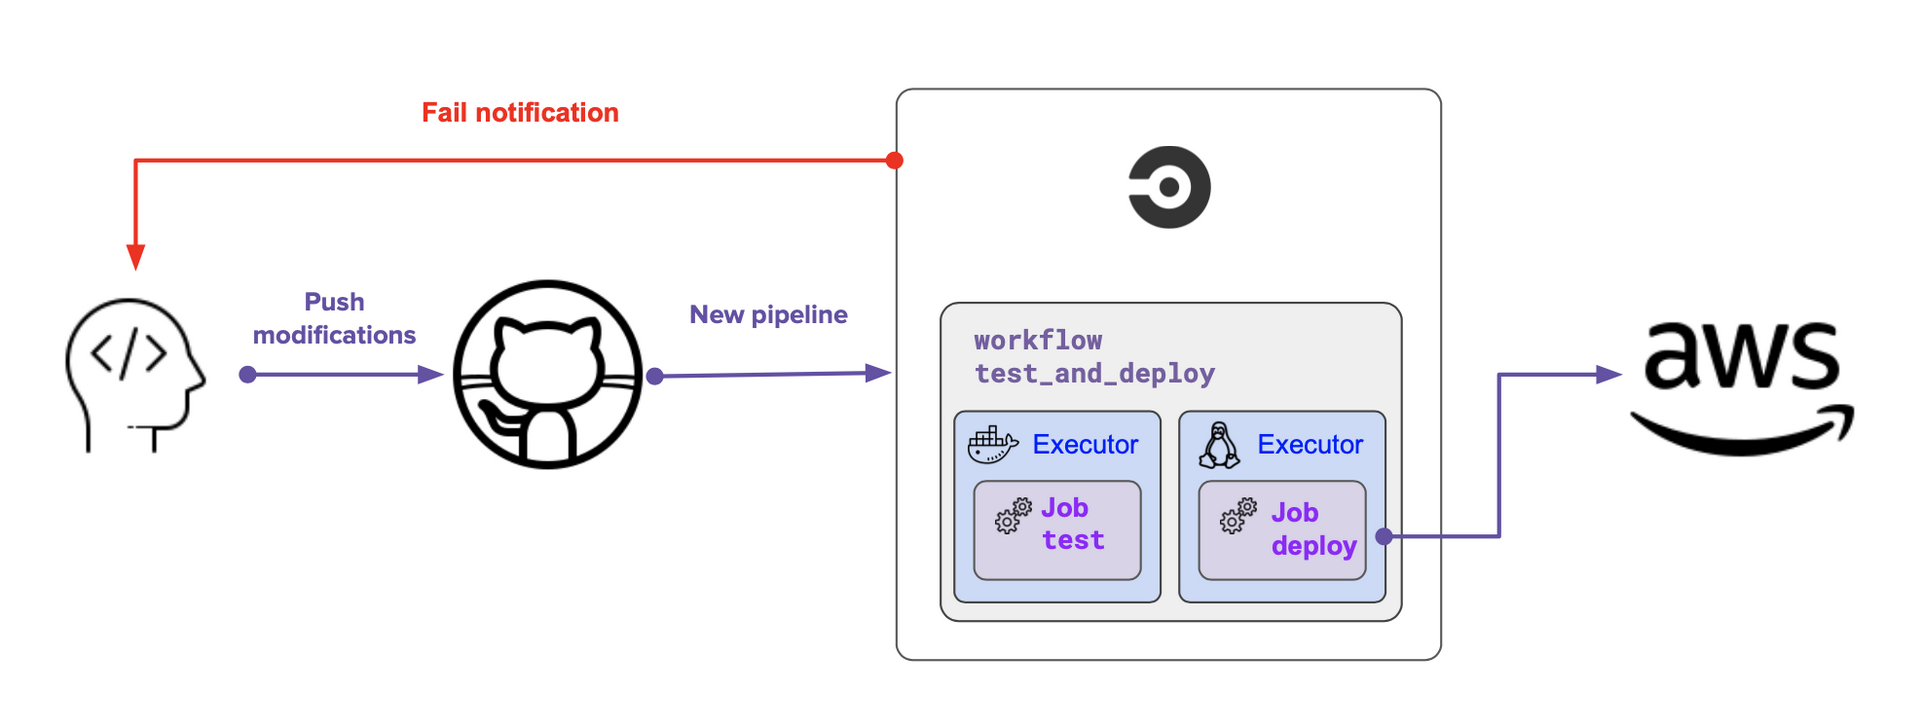 Fail notification
Push
modifications
New pipeline
workflow
test_and_deploy
Executor
Job
test
Executor
Job
deploy
aws